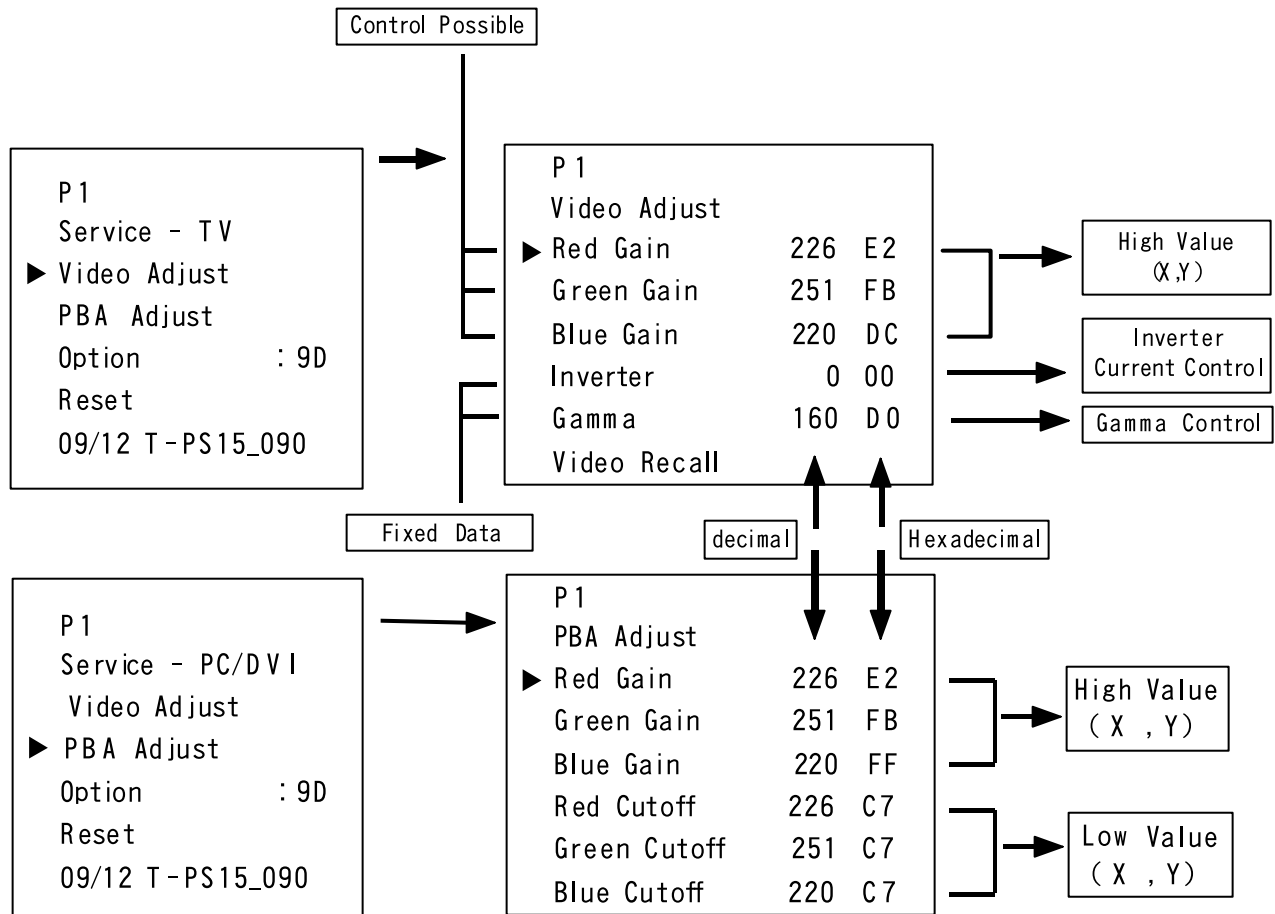 Control Possible
P1
Service - TV
▶ Video Adjust
PBA Adjust
Option : 9D
Reset
09/12 T-PS15_090
P1
Video Adjust
▶ Red Gain 226 E2
Green Gain 251 FB
Blue Gain 220 DC
Inverter 0 00
Gamma 160 D0
Video Recall
High Value
(X,Y)
Inverter
Current Control
Gamma Control
Fixed Data
decimal
Hexadecimal
P1
Service - PC/DVI
Video Adjust
▶ PBA Adjust
Option : 9D
Reset
09/12 T-PS15_090
P1
PBA Adjust
▶ Red Gain 226 E2
Green Gain 251 FB
Blue Gain 220 FF
Red Cutoff 226 C7
Green Cutoff 251 C7
Blue Cutoff 220 C7
High Value
( X , Y)
Low Value
( X , Y)